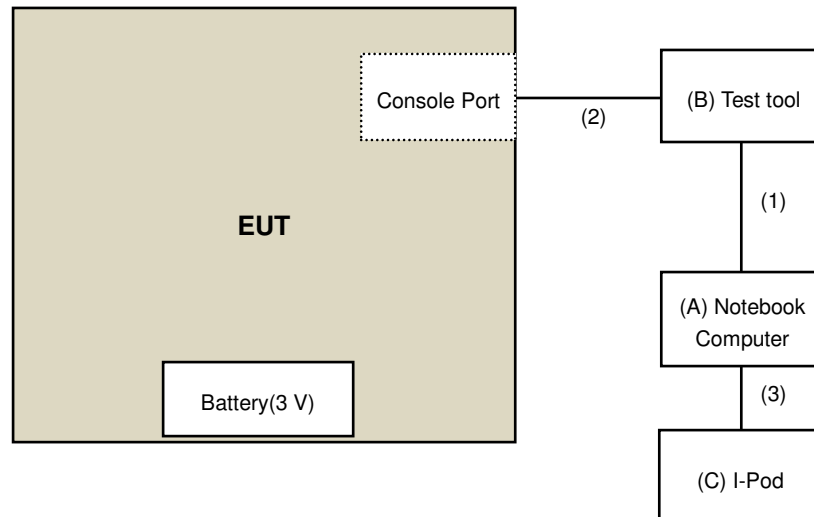 Console Port
(2)
(B) Test tool
(1)
EUT
(A) Notebook
Computer
(3)
Battery(3 V)
(C) I-Pod